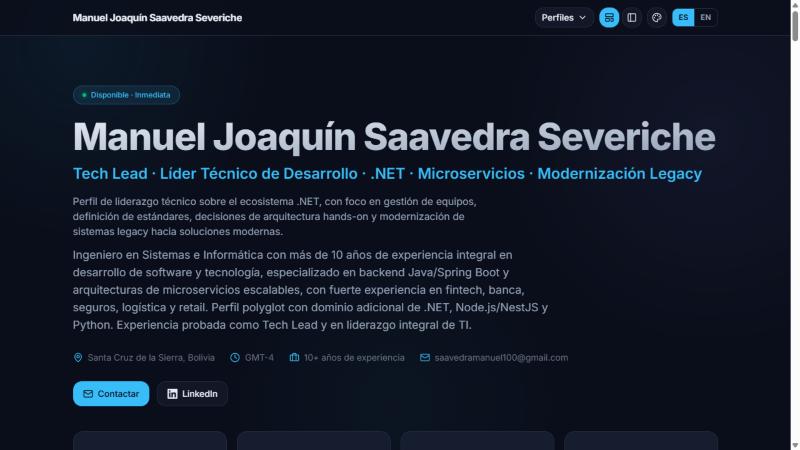 Manuel Joaquín Saavedra Severiche
Perfiles
ES
EN
Disponible · Inmediata
Manuel Joaquín Saavedra Severiche
Tech Lead · Líder Técnico de Desarrollo · .NET · Microservicios · Modernización Legacy
Perfil de liderazgo técnico sobre el ecosistema .NET, con foco en gestión de equipos,
definición de estándares, decisiones de arquitectura hands-on y modernización de
sistemas legacy hacia soluciones modernas.
Ingeniero en Sistemas e Informática con más de 10 años de experiencia integral en
desarrollo de software y tecnología, especializado en backend Java/Spring Boot y
arquitecturas de microservicios escalables, con fuerte experiencia en fintech, banca,
seguros, logística y retail. Perfil polyglot con dominio adicional de .NET, Node.js/NestJS y
Python. Experiencia probada como Tech Lead y en liderazgo integral de TI.
Santa Cruz de la Sierra, Bolivia
GMT-4
10+ años de experiencia
saavedramanuel100@gmail.com
Contactar
LinkedIn